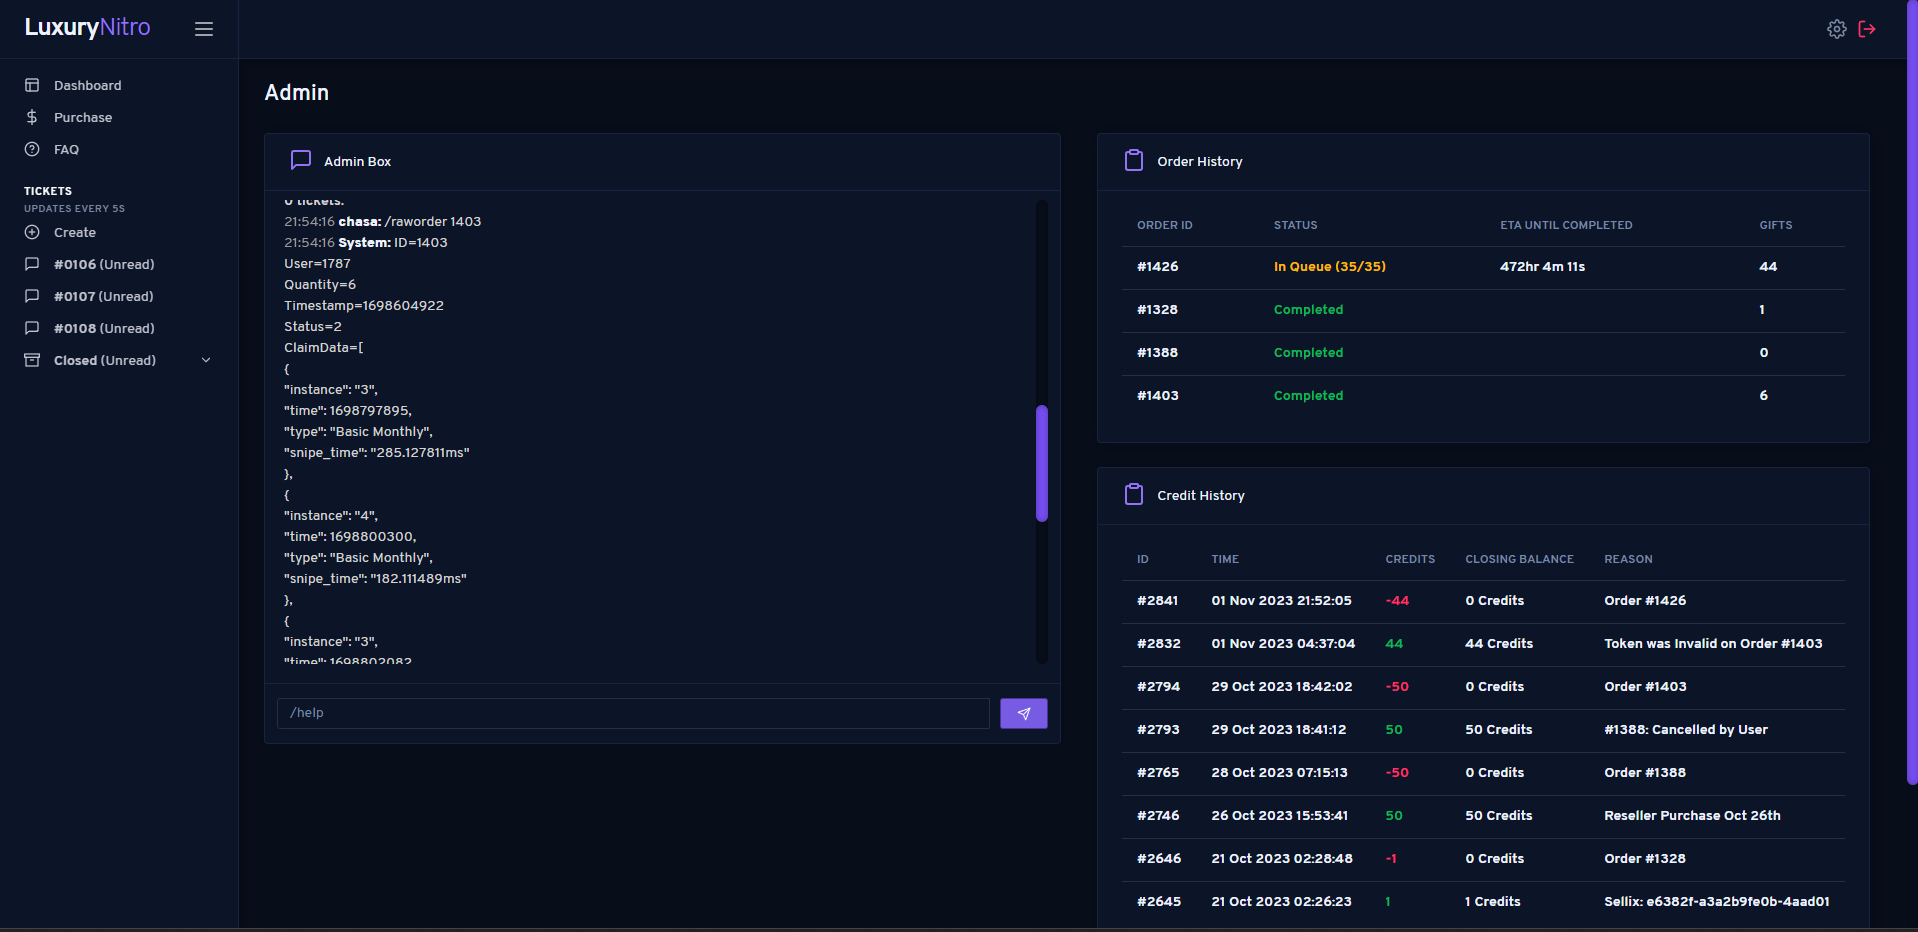 LuxuryNitro
Dashboard
Purchase
FAQ
TICKETS
UPDATES EVERY 5S
Create
#0106 (Unread)
#0107 (Unread)
#0108 (Unread)
Closed (Unread)
Admin
Admin Box
0 tickets.
21:54:16 chasa: /raworder 1403
21:54:16 System: ID=1403
User=1787
Quantity=6
Timestamp=1698604922
Status=2
ClaimData=[
{
"instance": "3",
"time": 1698797895,
"type": "Basic Monthly",
"snipe_time": "285.127811ms"
},
{
"instance": "4",
"time": 1698800300,
"type": "Basic Monthly",
"snipe_time": "182.111489ms"
},
{
"instance": "3",
"time": 1698802082
/help
Order History
ORDER ID STATUS ETA UNTIL COMPLETED GIFTS
#1426 In Queue (35/35) 472hr 4m 11s 44
#1328 Completed 1
#1388 Completed 0
#1403 Completed 6
Credit History
ID TIME CREDITS CLOSING BALANCE REASON
#2841 01 Nov 2023 21:52:05 -44 0 Credits Order #1426
#2832 01 Nov 2023 04:37:04 44 44 Credits Token was Invalid on Order #1403
#2794 29 Oct 2023 18:42:02 -50 0 Credits Order #1403
#2793 29 Oct 2023 18:41:12 50 50 Credits #1388: Cancelled by User
#2765 28 Oct 2023 07:15:13 -50 0 Credits Order #1388
#2746 26 Oct 2023 15:53:41 50 50 Credits Reseller Purchase Oct 26th
#2646 21 Oct 2023 02:28:48 -1 0 Credits Order #1328
#2645 21 Oct 2023 02:26:23 1 1 Credits Sellix: e6382f-a3a2b9fe0b-4aad01